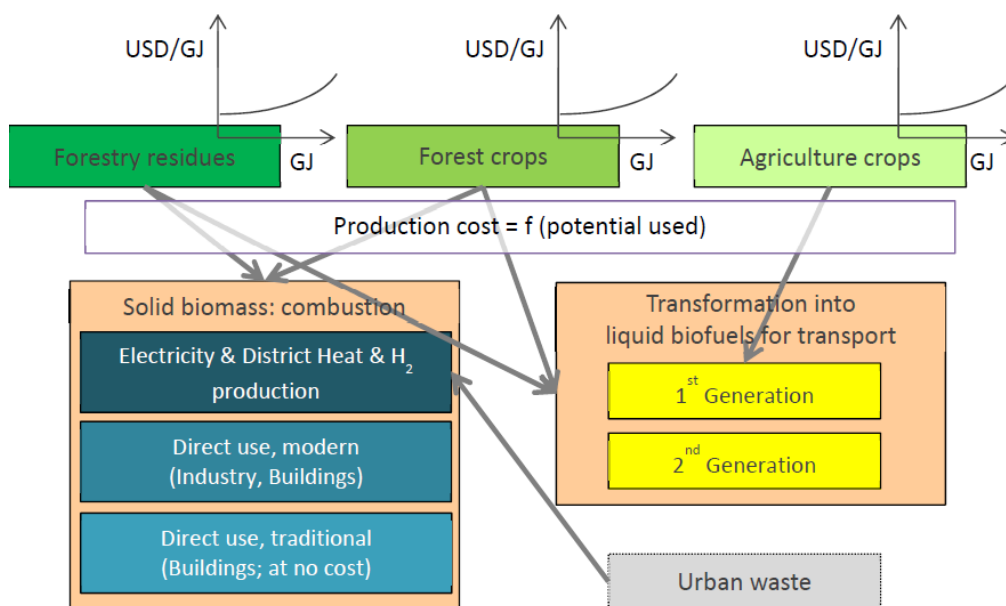 USD/GJ
USD/GJ
USD/GJ
Forestry residues
GJ
Forest crops
GJ
Agriculture crops
GJ
Production cost = f (potential used)
Solid biomass: combustion
Electricity & District Heat & H2
production
Direct use, modern
(Industry, Buildings)
Direct use, traditional
(Buildings; at no cost)
Transformation into
liquid biofuels for transport
1st Generation
2nd Generation
Urban waste